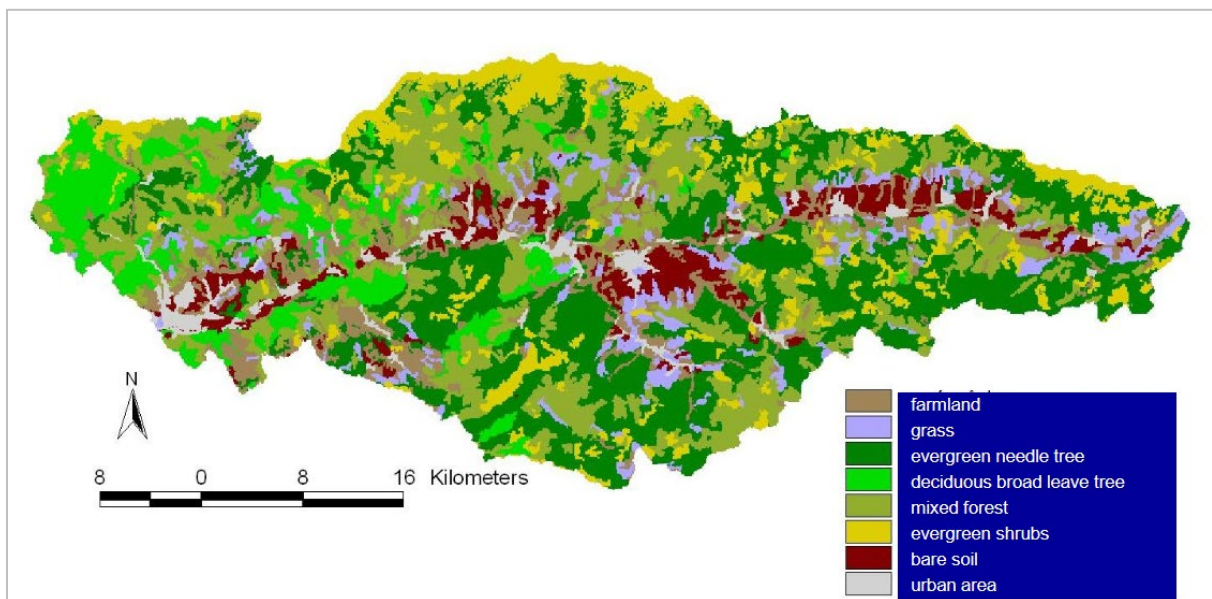 N
8 0 8 16 Kilometers
farmland
grass
evergreen needle tree
deciduous broad leave tree
mixed forest
evergreen shrubs
bare soil
urban area